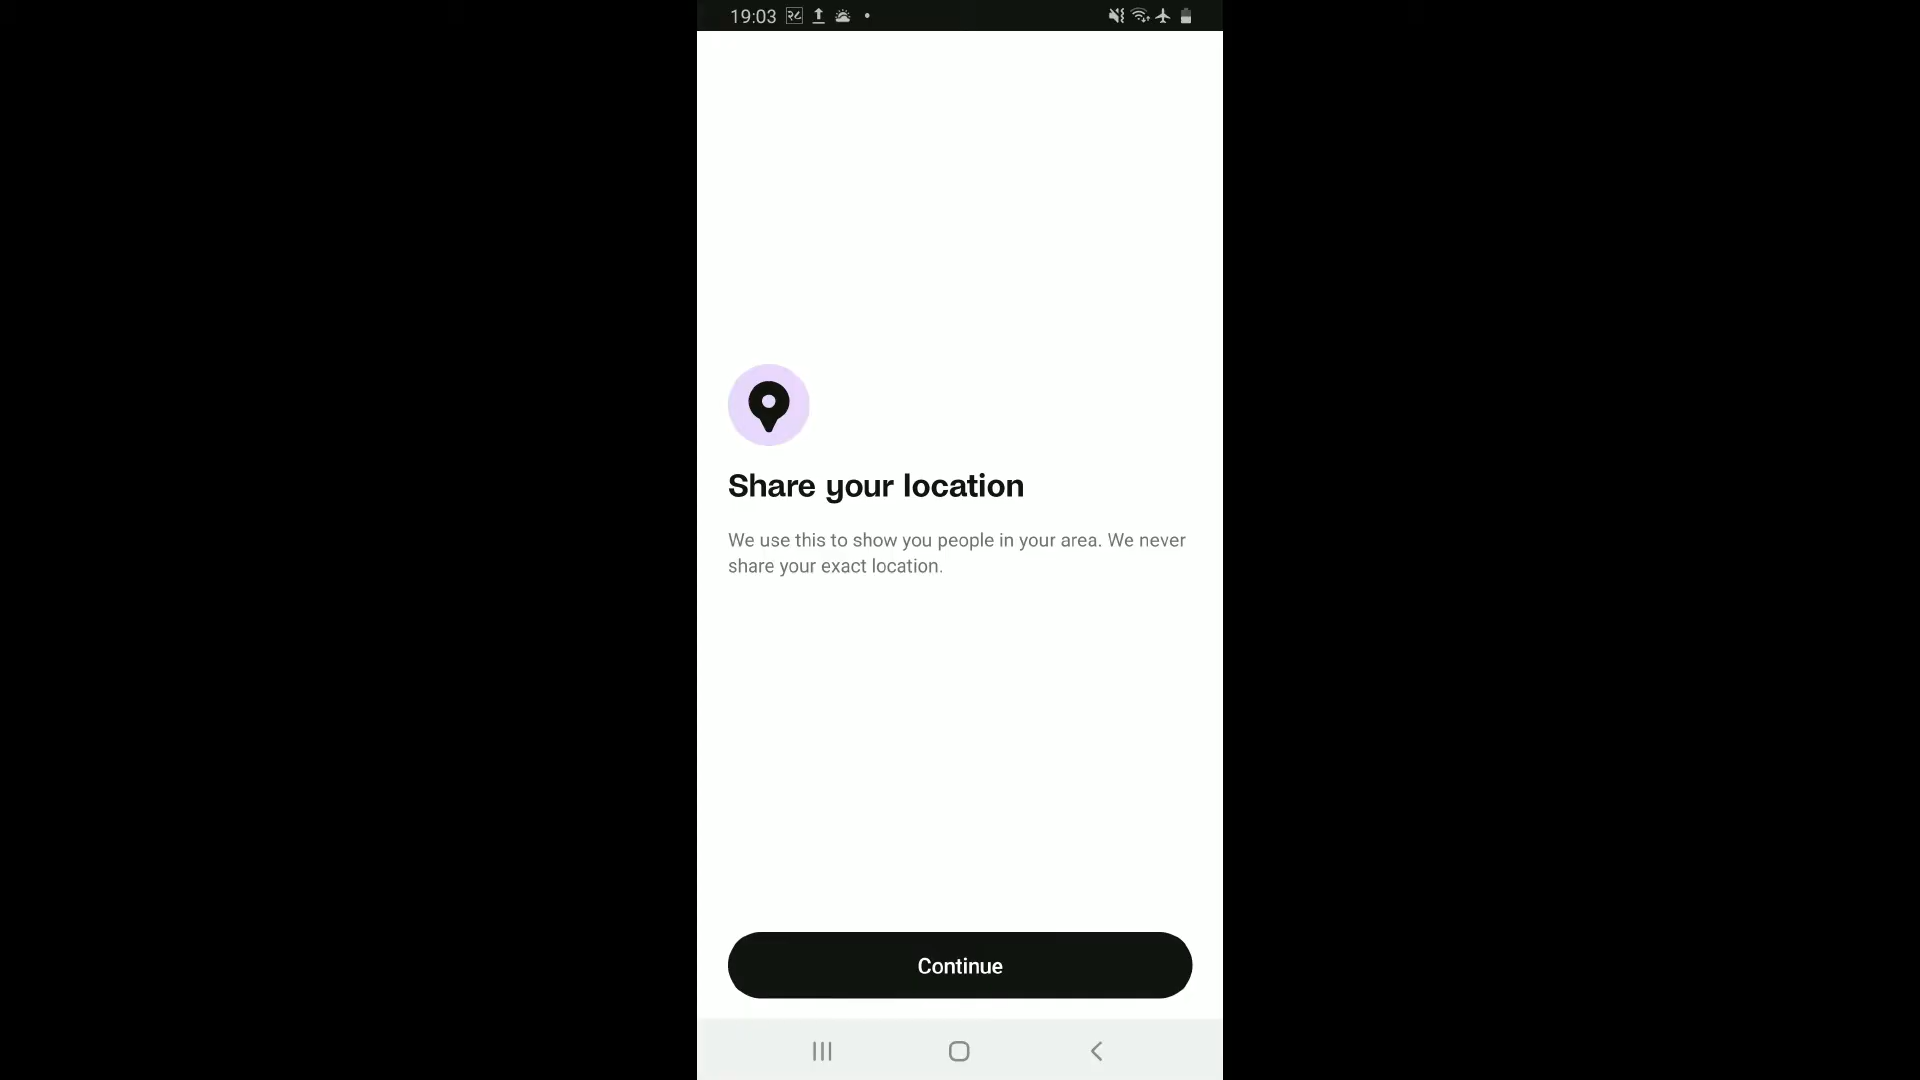 19:03
Share your location
We use this to show you people in your area. We never
share your exact location.
Continue